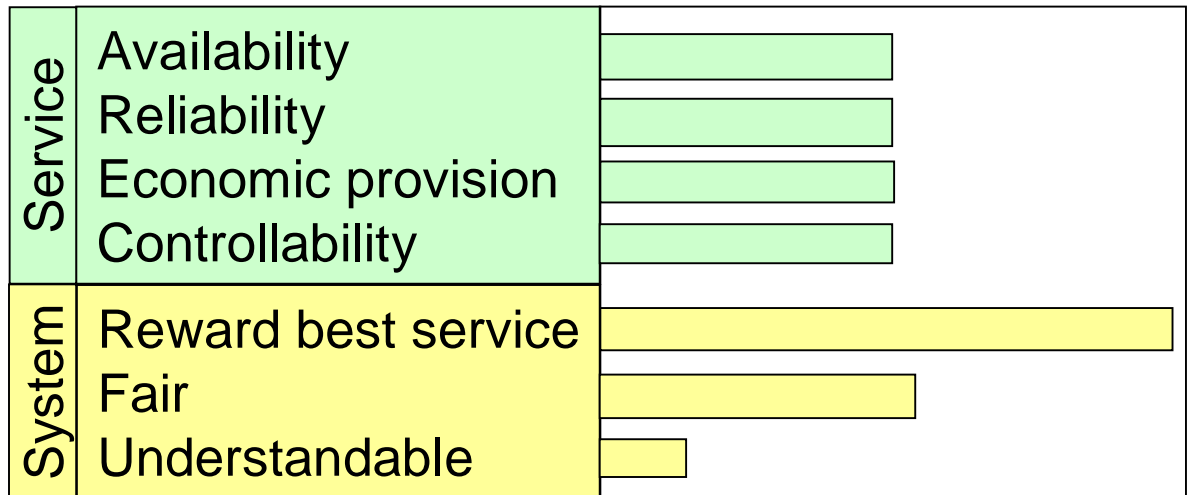 Service
Availability
Reliability
Economic provision
Controllability
System
Reward best service
Fair
Understandable